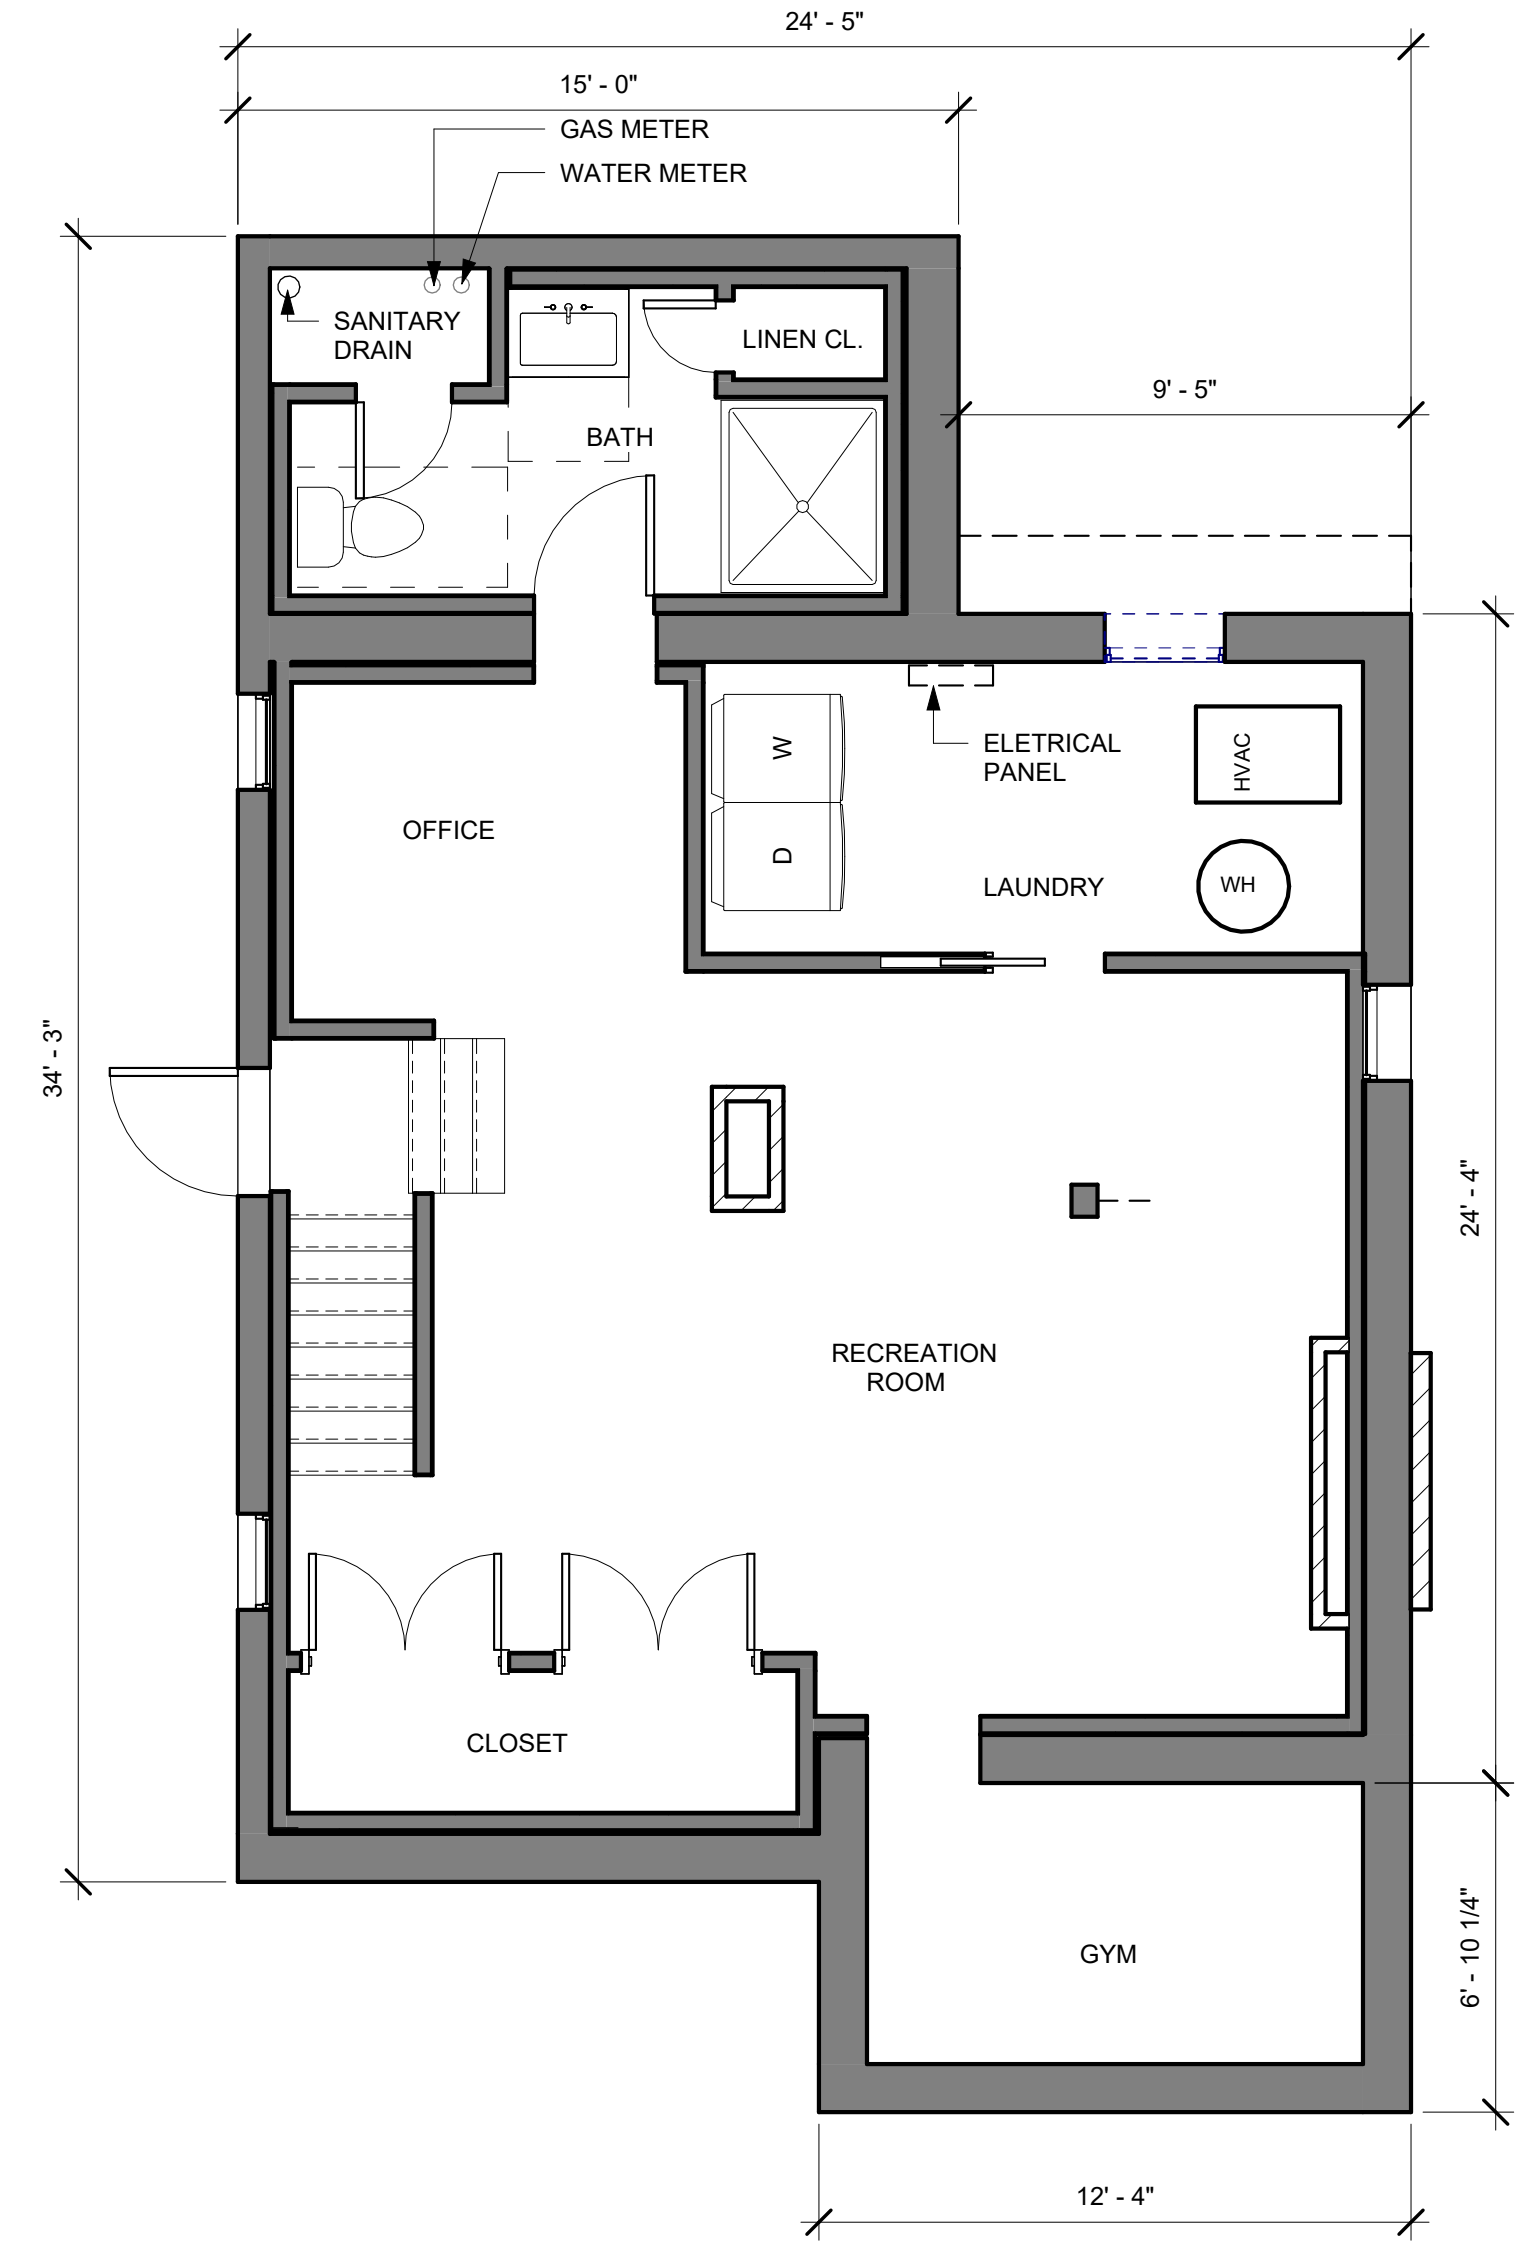 24' - 5"
15' - 0"
GAS METER
WATER METER
SANITARY
DRAIN
LINEN CL.
9' - 5"
BATH
W
ELETRICAL
PANEL
HVAC
OFFICE
D
LAUNDRY
WH
34' - 3"
24' - 4"
RECREATION
ROOM
CLOSET
GYM
6' - 10 1/4"
12' - 4"